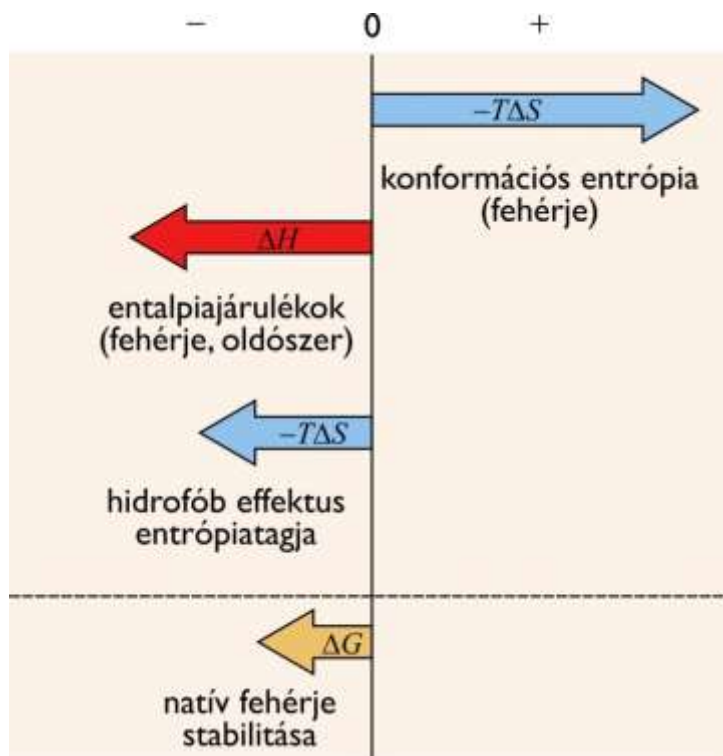 − 0 +
−TΔS
konformációs entrópia
(fehérje)
ΔH
entalpiajárulékok
(fehérje, oldószer)
−TΔS
hidrofób effektus
entrópiatagja
ΔG
natív fehérje
stabilitása